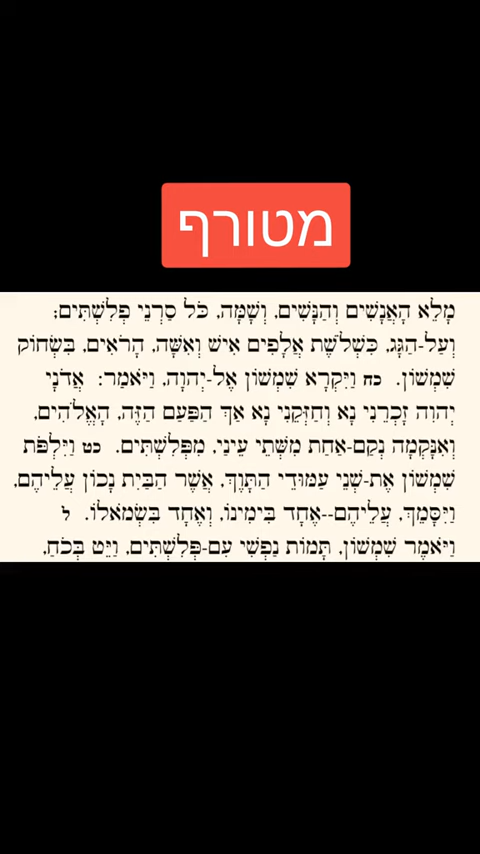 מטורף
מָלֵא הָאֲנָשִׁים וְהַנָּשִׁים, וְשָׁמָּה, כֹּל סַרְנֵי פְלִשְׁתִּים;
וְעַל-הַגָּג, כִּשְׁלֹשֶׁת אֲלָפִים אִישׁ וְאִשָּׁה, הָרֹאִים, בִּשְׂחוֹק
שִׁמְשׁוֹן. כח וַיִּקְרָא שִׁמְשׁוֹן אֶל-יְהוָה, וַיֹּאמַר: אֲדֹנָי
יְהוִה זָכְרֵנִי נָא וְחַזְּקֵנִי נָא אַךְ הַפַּעַם הַזֶּה, הָאֱלֹהִים,
וְאִנָּקְמָה נְקַם-אַחַת מִשְּׁתֵי עֵינַי, מִפְּלִשְׁתִּים. כט וַיִּלְפֹּת
שִׁמְשׁוֹן אֶת-שְׁנֵי עַמּוּדֵי הַתָּוֶךְ, אֲשֶׁר הַבַּיִת נָכוֹן עֲלֵיהֶם,
וַיִּסָּמֵךְ, עֲלֵיהֶם--אֶחָד בִּימִינוֹ, וְאֶחָד בִּשְׂמֹאלוֹ. ל
וַיֹּאמֶר שִׁמְשׁוֹן, תָּמוֹת נַפְשִׁי עִם-פְּלִשְׁתִּים, וַיֵּט בְּכֹחַ,